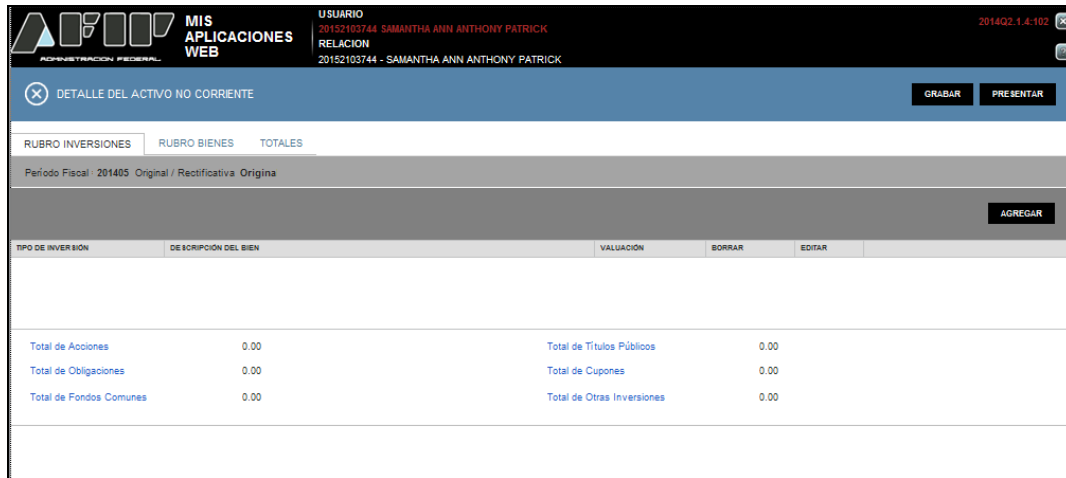 AFIP
ADMINISTRACION FEDERAL
MIS
APLICACIONES
WEB
USUARIO
20152103744 SAMANTHA ANN ANTHONY PATRICK
RELACION
20152103744 - SAMANTHA ANN ANTHONY PATRICK
2014Q2.1.4:102
DETALLE DEL ACTIVO NO CORRIENTE
GRABAR PRESENTAR
RUBRO INVERSIONES RUBRO BIENES TOTALES
Período Fiscal: 201405 Original / Rectificativa Origina
AGREGAR
TIPO DE INVERSIÓN DESCRIPCIÓN DEL BIEN VALUACIÓN BORRAR EDITAR
Total de Acciones 0.00 Total de Títulos Públicos 0.00
Total de Obligaciones 0.00 Total de Cupones 0.00
Total de Fondos Comunes 0.00 Total de Otras Inversiones 0.00